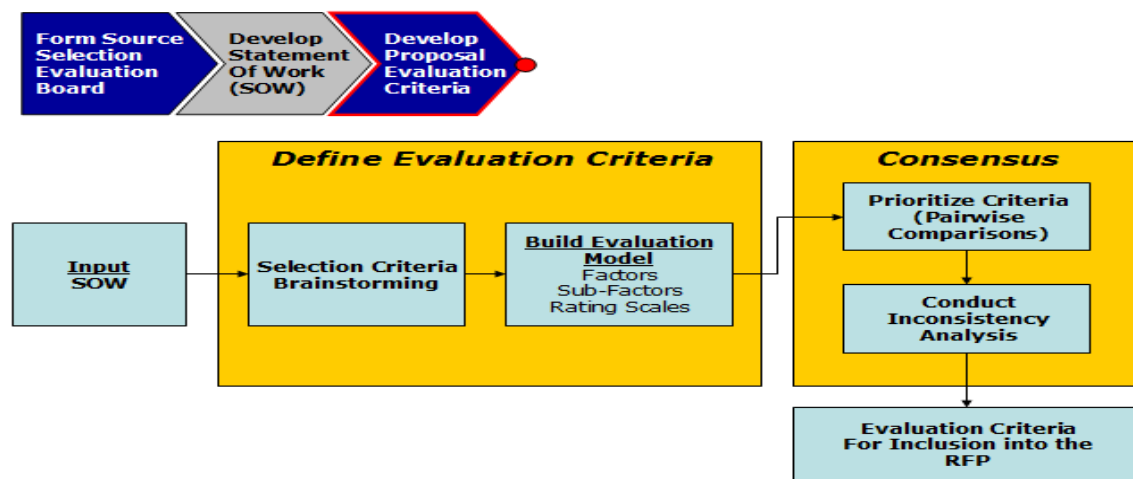 Form Source
Selection
Evaluation
Board
Develop
Statement
Of Work
(SOW)
Develop
Proposal
Evaluation
Criteria
Define Evaluation Criteria
Consensus
Input
SOW
Selection Criteria
Brainstorming
Build Evaluation
Model
Factors
Sub-Factors
Rating Scales
Prioritize Criteria
(Pairwise
Comparisons)
Conduct
Inconsistency
Analysis
Evaluation Criteria
For Inclusion into the
RFP